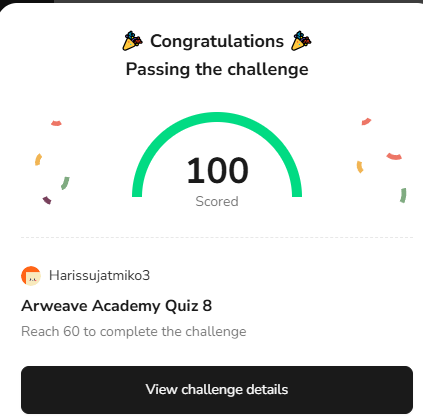 Congratulations
Passing the challenge
100
Scored
Harissujatmiko3
Arweave Academy Quiz 8
Reach 60 to complete the challenge
View challenge details